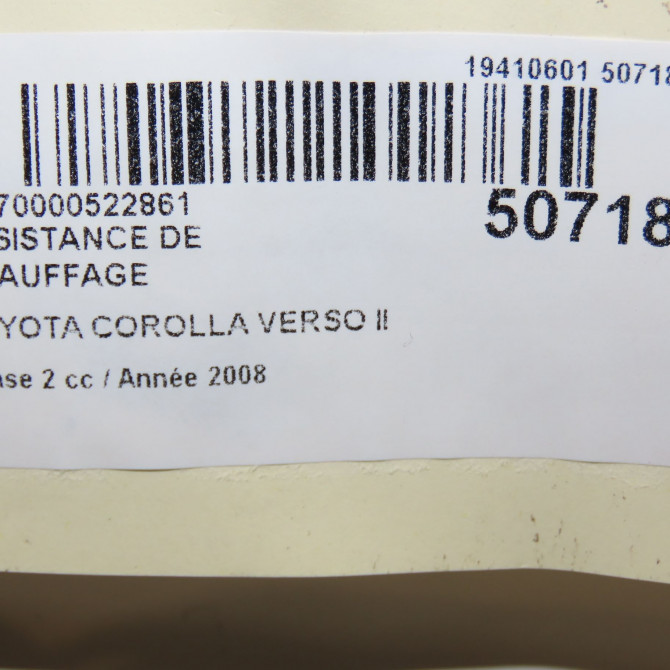 19410601 50718
70000522861
50718
SISTANCE DE
AUFFAGE
YOTA COROLLA VERSO II
ase 2 cc / Année 2008